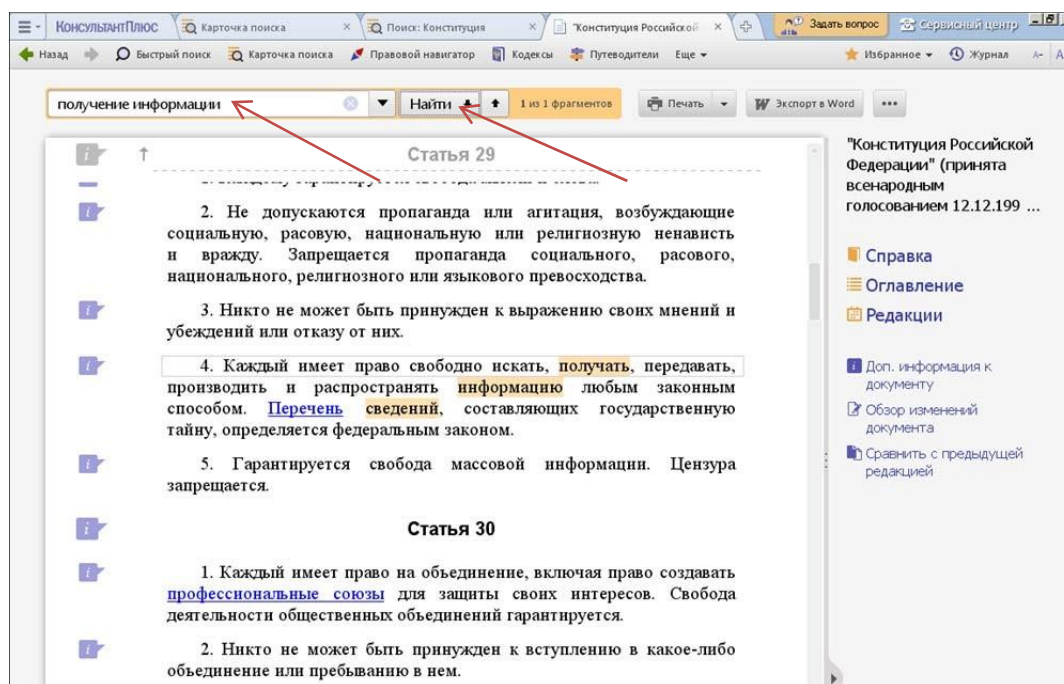 КонсультантПлюс
Карточка поиска
Поиск: Конституция
"Конституция Российской
Задать вопрос
Сервисный центр
Назад
Быстрый поиск
Карточка поиска
Правовой навигатор
Кодексы
Путеводители
Еще
Избранное
Журнал
А-
А
получение информации
Найти
1 из 1 фрагментов
Печать
Экспорт в Word
Статья 29
2. Не допускаются пропаганда или агитация, возбуждающие
социальную, расовую, национальную или религиозную ненависть
и вражду. Запрещается пропаганда социального, расового,
национального, религиозного или языкового превосходства.
3. Никто не может быть принужден к выражению своих мнений и
убеждений или отказу от них.
4. Каждый имеет право свободно искать, получать, передавать,
производить и распространять информацию любым законным
способом. Перечень сведений, составляющих государственную
тайну, определяется федеральным законом.
5. Гарантируется свобода массовой информации. Цензура
запрещается.
Статья 30
1. Каждый имеет право на объединение, включая право создавать
профессиональные союзы для защиты своих интересов. Свобода
деятельности общественных объединений гарантируется.
2. Никто не может быть принужден к вступлению в какое-либо
объединение или пребыванию в нем.
"Конституция Российской
Федерации" (принята
всенародным
голосованием 12.12.199 ...
Справка
Оглавление
Редакции
Доп. информация к
документу
Обзор изменений
документа
Сравнить с предыдущей
редакцией